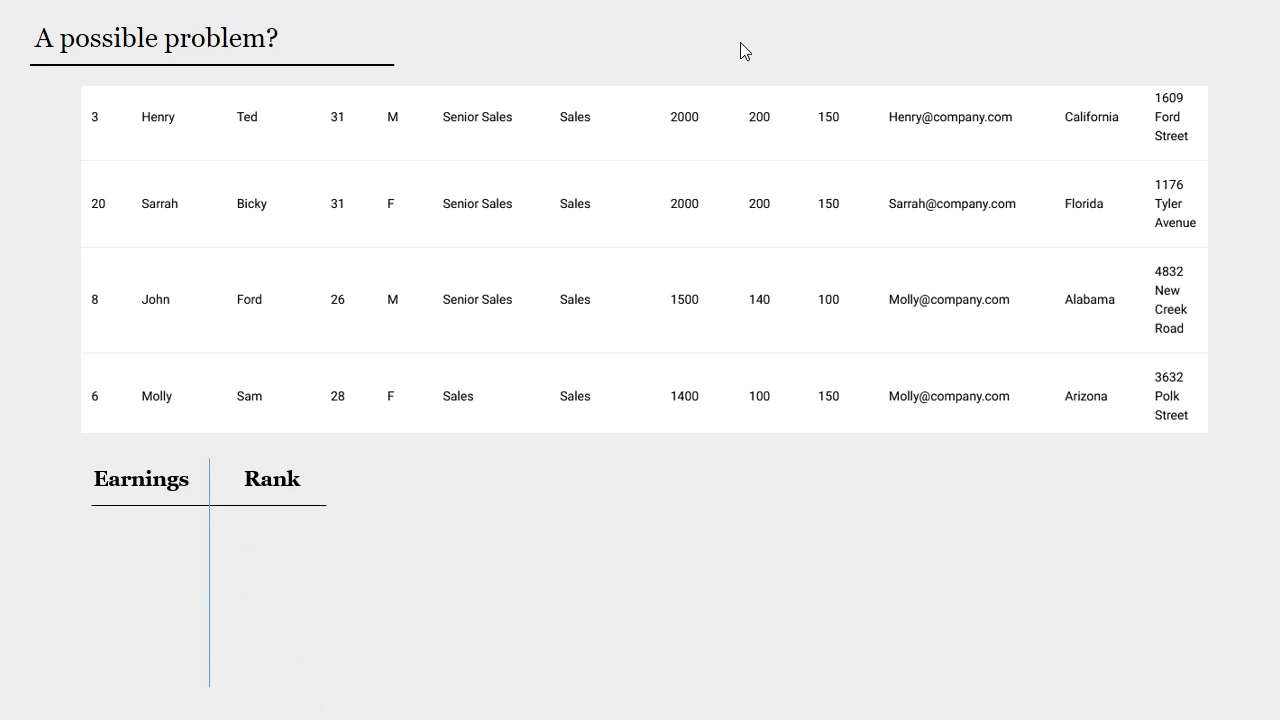 A possible problem?
3 Henry Ted 31 M Senior Sales Sales 2000 200 150 Henry@company.com California 1609 Ford Street
20 Sarrah Bicky 31 F Senior Sales Sales 2000 200 150 Sarrah@company.com Florida 1176 Tyler Avenue
8 John Ford 26 M Senior Sales Sales 1500 140 100 Molly@company.com Alabama 4832 New Creek Road
6 Molly Sam 28 F Sales Sales 1400 100 150 Molly@company.com Arizona 3632 Polk Street
Earnings Rank